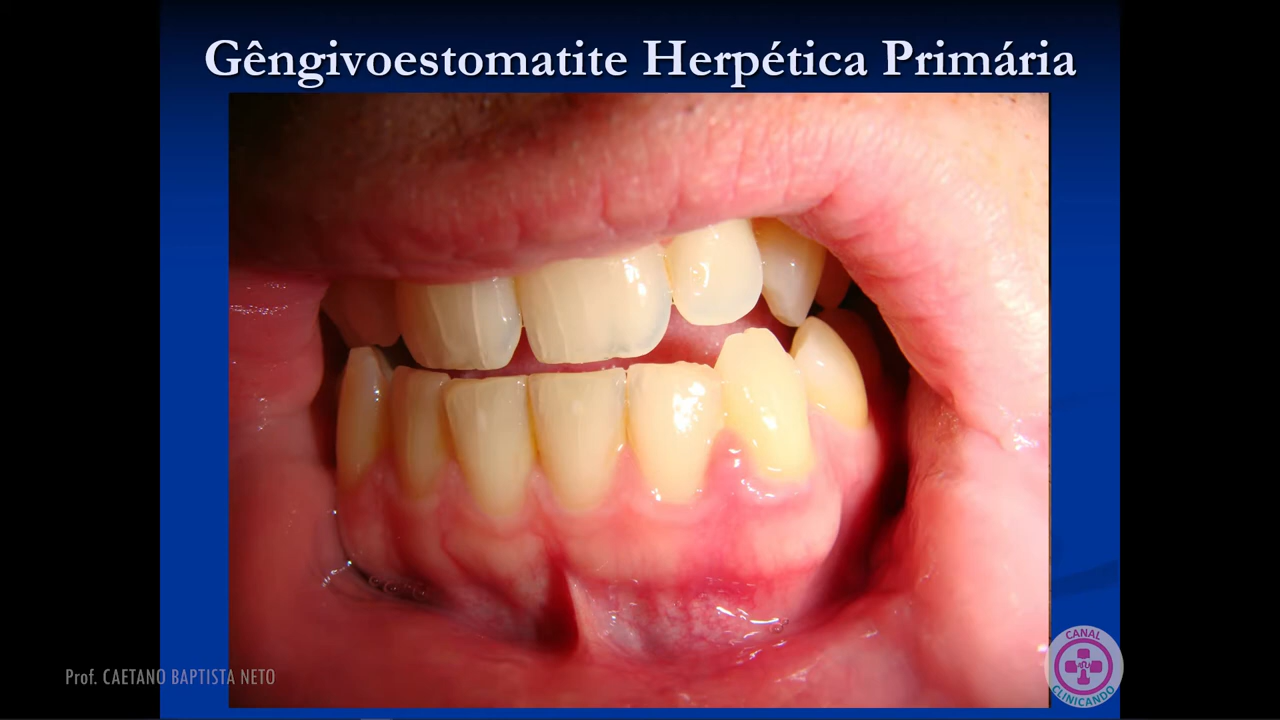 Gêngivoestomatite Herpética Primária
Prof. CAETANO BAPTISTA NETO
CANAL
CLINICANDO